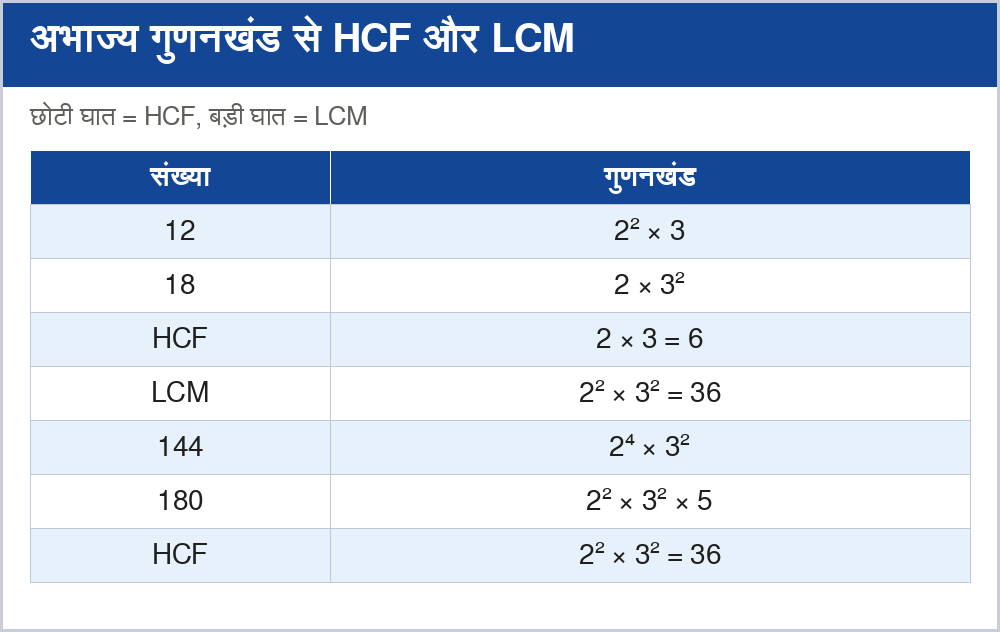 अभाज्य गुणनखंड से HCF और LCM
छोटी घात = HCF, बड़ी घात = LCM
संख्या गुणनखंड
12 2² × 3
18 2 × 3²
HCF 2 × 3 = 6
LCM 2² × 3² = 36
144 2⁴ × 3²
180 2² × 3² × 5
HCF 2² × 3² = 36